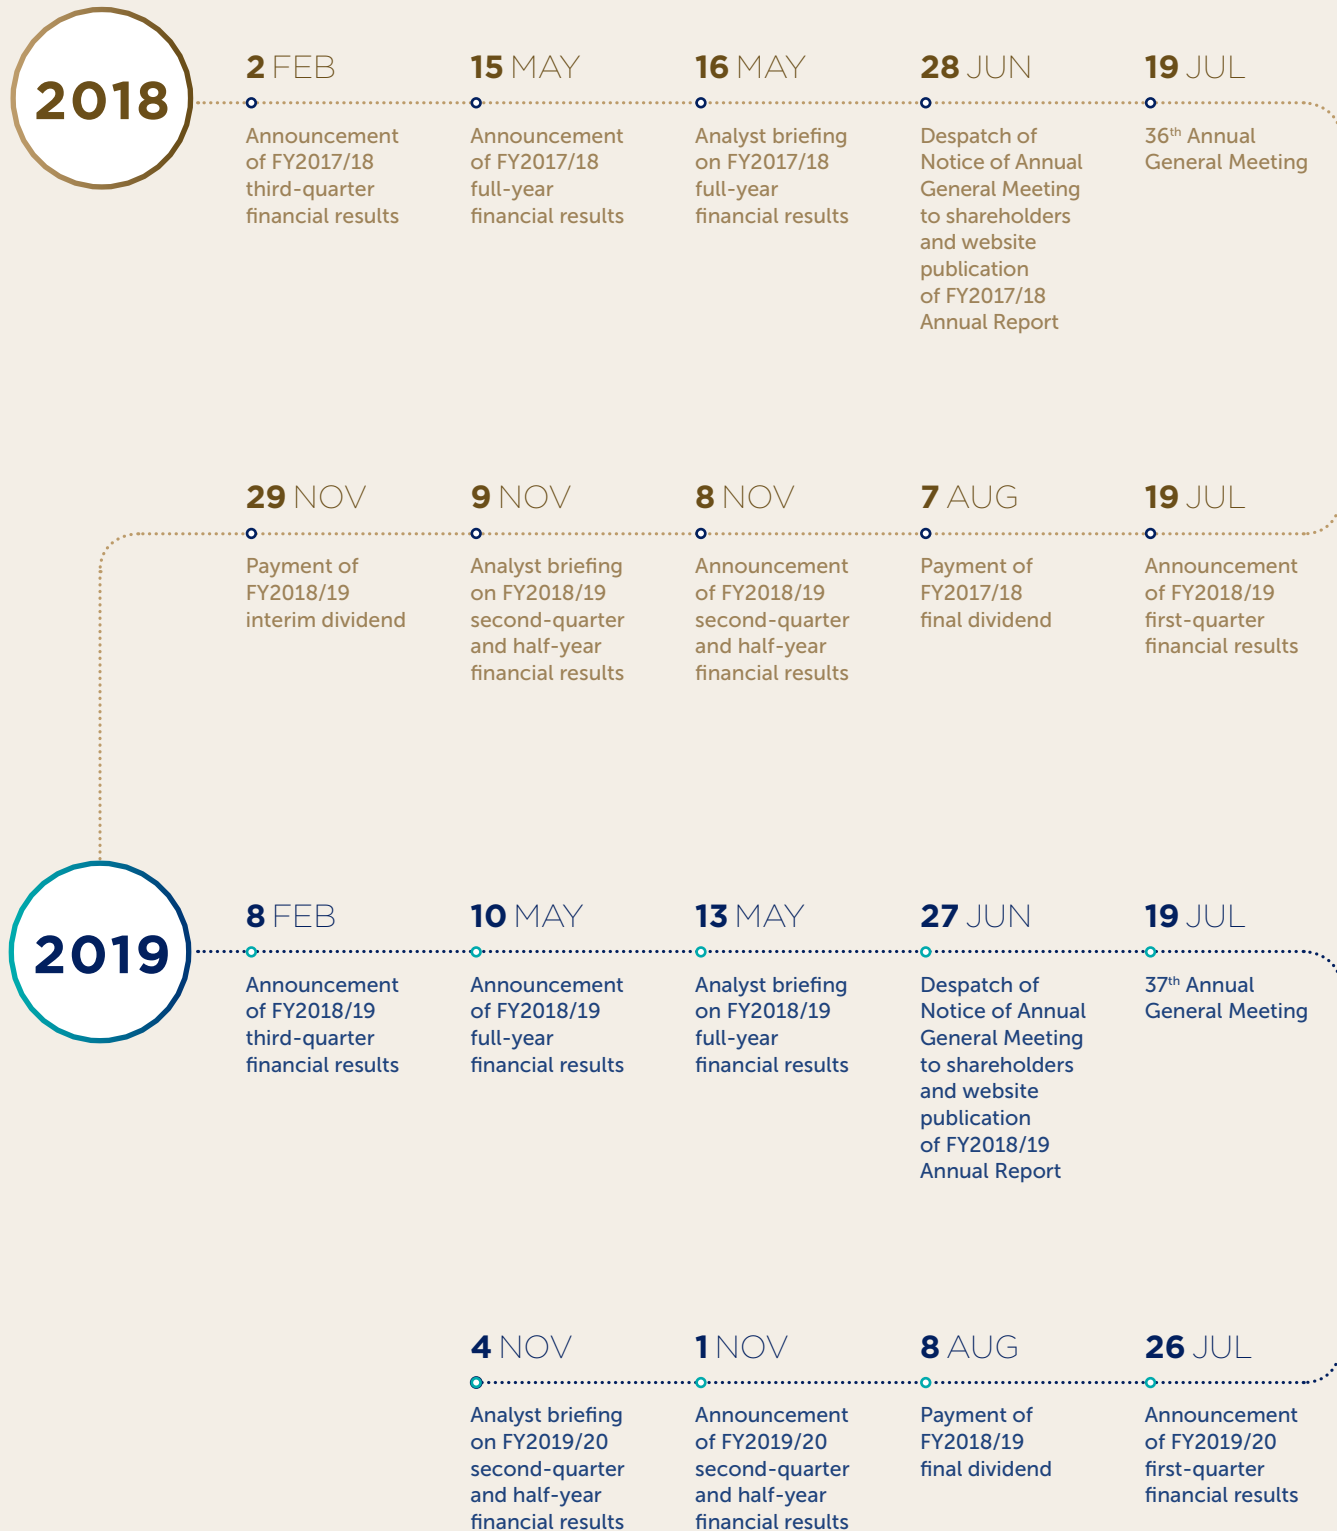 2018
2 FEB
Announcement
of FY2017/18
third-quarter
financial results
15 MAY
Announcement
of FY2017/18
full-year
financial results
16 MAY
Analyst briefing
on FY2017/18
full-year
financial results
28 JUN
Despatch of
Notice of Annual
General Meeting
to shareholders
and website
publication
of FY2017/18
Annual Report
19 JUL
36th Annual
General Meeting
29 NOV
Payment of
FY2018/19
interim dividend
9 NOV
Analyst briefing
on FY2018/19
second-quarter
and half-year
financial results
8 NOV
Announcement
of FY2018/19
second-quarter
and half-year
financial results
7 AUG
Payment of
FY2017/18
final dividend
19 JUL
Announcement
of FY2018/19
first-quarter
financial results
2019
8 FEB
Announcement
of FY2018/19
third-quarter
financial results
10 MAY
Announcement
of FY2018/19
full-year
financial results
13 MAY
Analyst briefing
on FY2018/19
full-year
financial results
27 JUN
Despatch of
Notice of Annual
General Meeting
to shareholders
and website
publication
of FY2018/19
Annual Report
19 JUL
37th Annual
General Meeting
4 NOV
Analyst briefing
on FY2019/20
second-quarter
and half-year
financial results
1 NOV
Announcement
of FY2019/20
second-quarter
and half-year
financial results
8 AUG
Payment of
FY2018/19
final dividend
26 JUL
Announcement
of FY2019/20
first-quarter
financial results